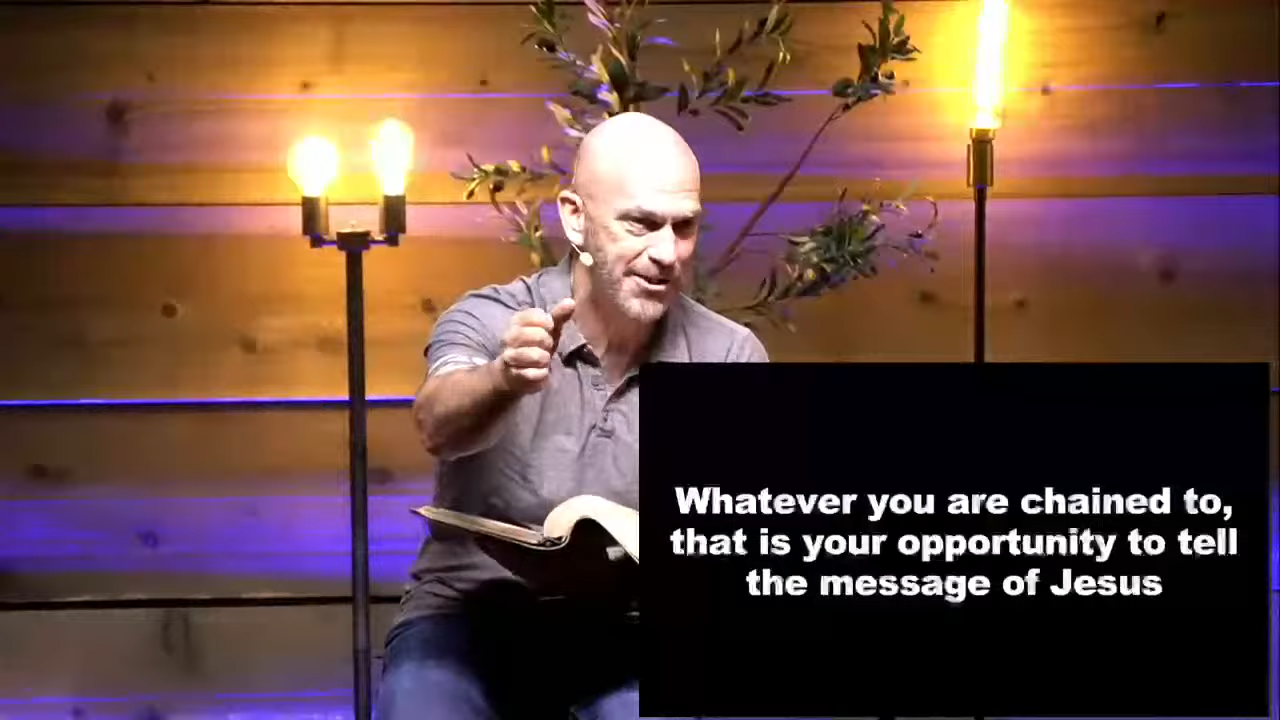 Whatever you are chained to,
that is your opportunity to tell
the message of Jesus